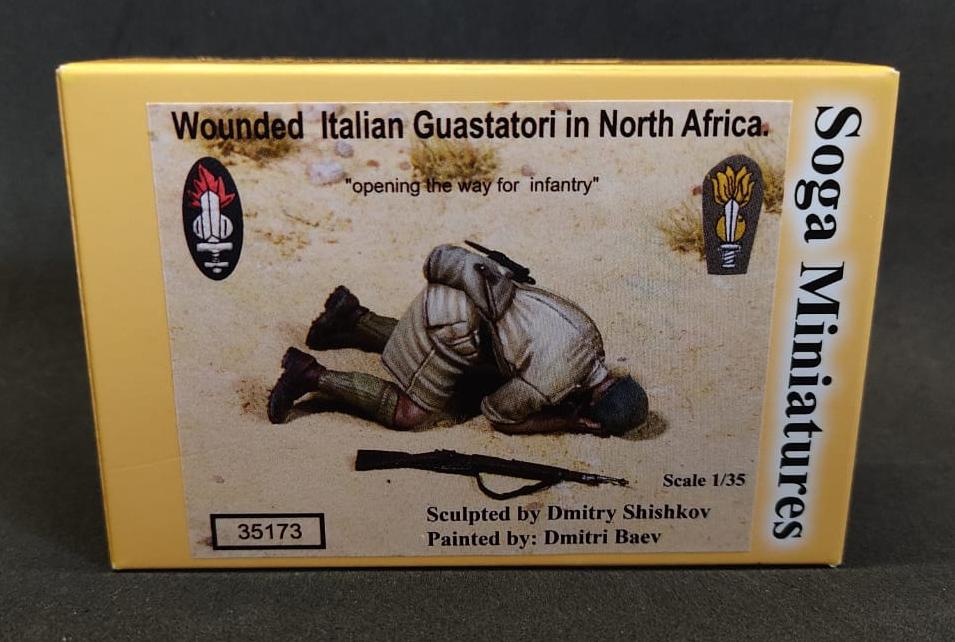 Wounded Italian Guastatori in North Africa.
"opening the way for infantry"
Soga Miniatures
Scale 1/35
Sculpted by Dmitry Shishkov
Painted by: Dmitri Baev
35173